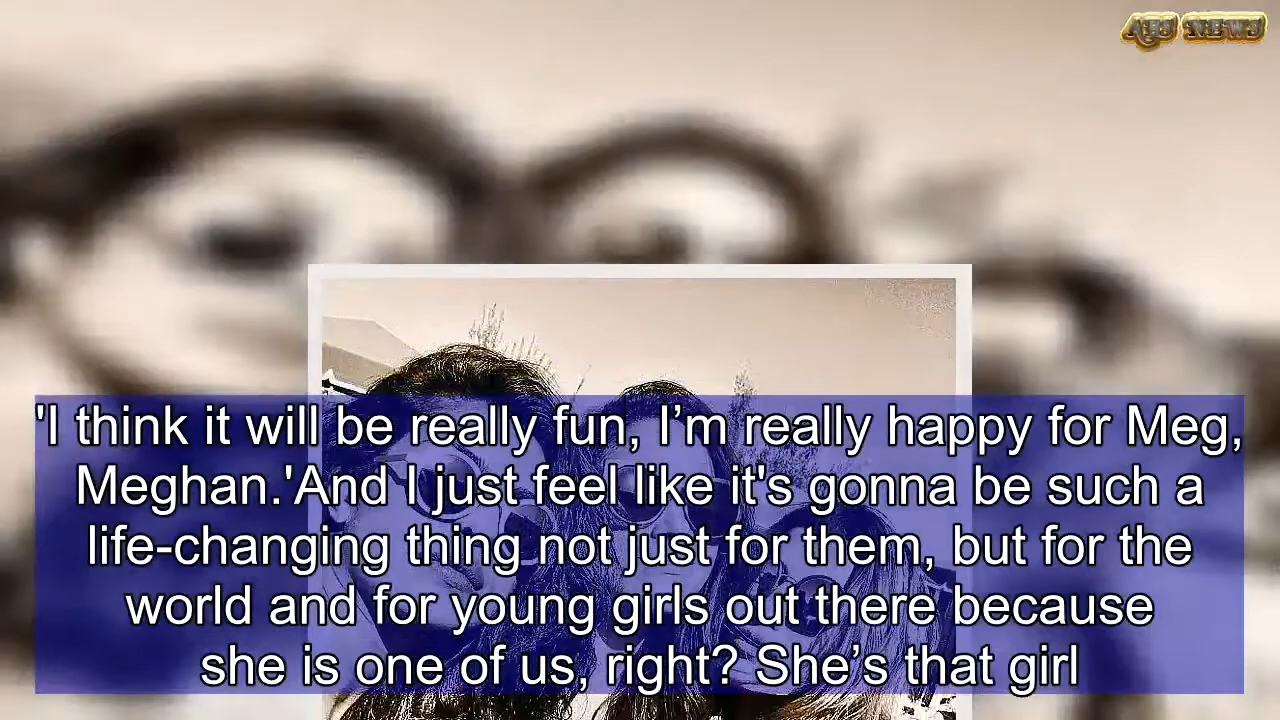 ABS NEWS
'I think it will be really fun, I’m really happy for Meg,
Meghan.'And I just feel like it's gonna be such a
life-changing thing not just for them, but for the
world and for young girls out there because
she is one of us, right? She’s that girl